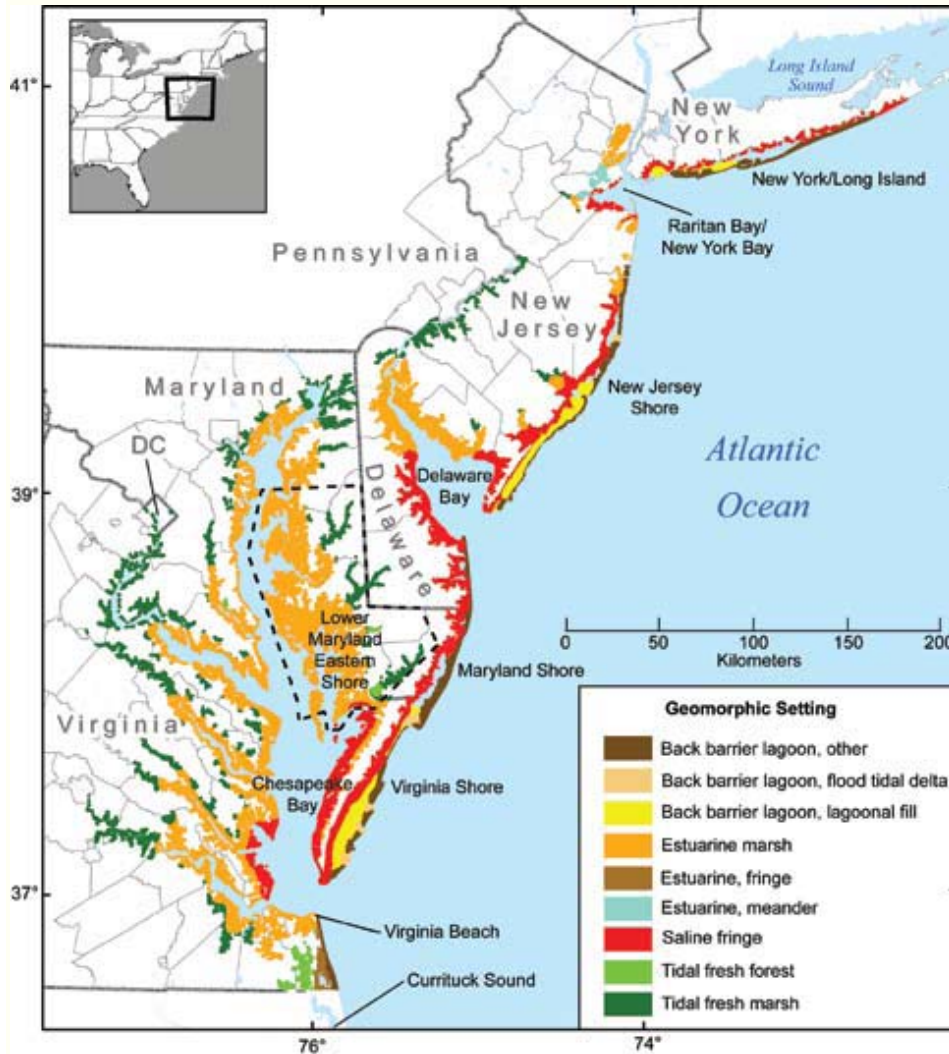 41°
Long Island
Sound
New
York
New York/Long Island
Raritan Bay/
New York Bay
Pennsylvania
New
Jersey
Maryland
New Jersey
Shore
DC
Atlantic
Ocean
39°
Delaware
Bay
Delaware
0 50 100 150 200
Kilometers
Lower
Maryland
Eastern
Shore
Maryland Shore
Virginia
Chesapeake
Bay
Virginia Shore
37°
Virginia Beach
Currituck Sound
76°
74°
Geomorphic Setting
Back barrier lagoon, other
Back barrier lagoon, flood tidal delta
Back barrier lagoon, lagoonal fill
Estuarine marsh
Estuarine, fringe
Estuarine, meander
Saline fringe
Tidal fresh forest
Tidal fresh marsh